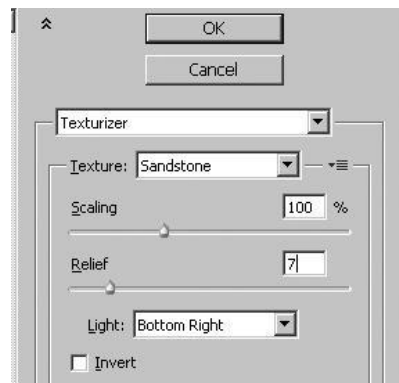 OK
Cancel
Texturizer
Texture: Sandstone
Scaling 100 %
Relief 7
Light: Bottom Right
Invert